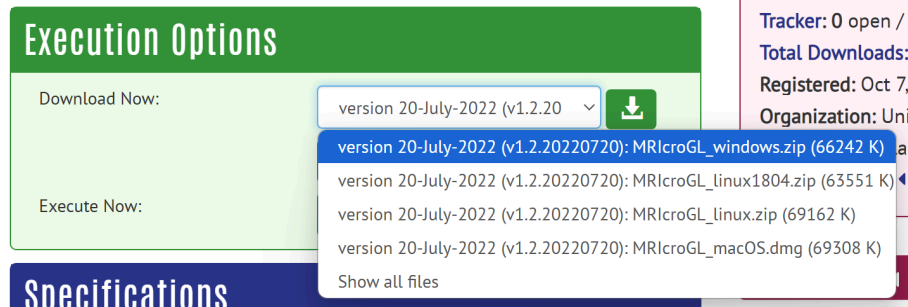 Execution Options
Tracker: 0 open /
Total Downloads:
Registered: Oct 7,
Organization: Uni
Download Now:
version 20-July-2022 (v1.2.20
version 20-July-2022 (v1.2.20220720): MRIcroGL_windows.zip (66242 K)
version 20-July-2022 (v1.2.20220720): MRIcroGL_linux1804.zip (63551 K)
Execute Now:
version 20-July-2022 (v1.2.20220720): MRIcroGL_linux.zip (69162 K)
version 20-July-2022 (v1.2.20220720): MRIcroGL_macOS.dmg (69308 K)
Show all files
Specifications